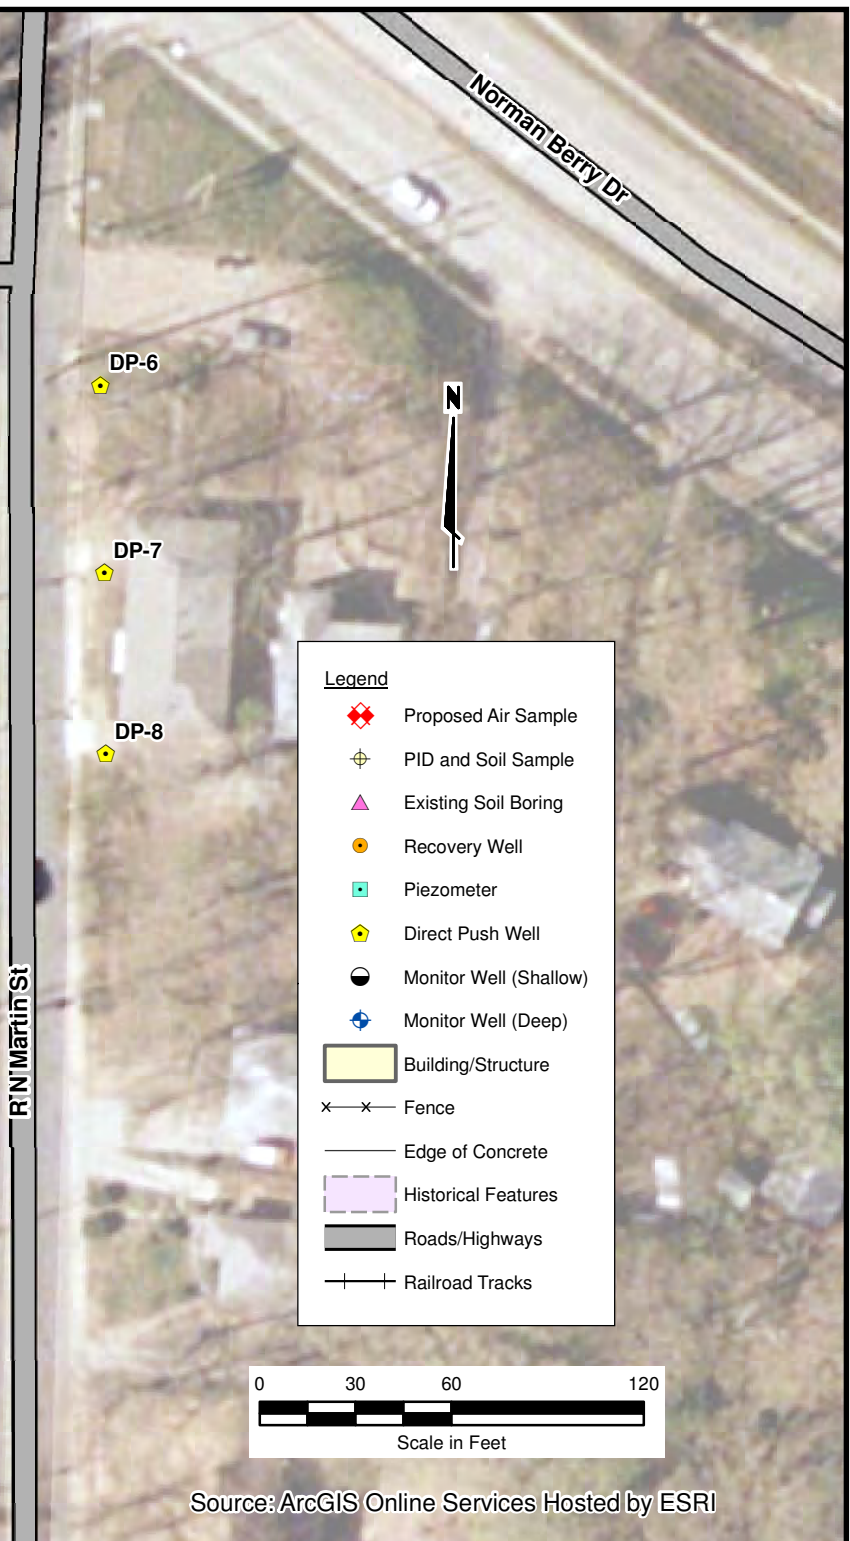 Norman Berry Dr
DP-6
N
DP-7
DP-8
R N Martin St
Legend
Proposed Air Sample
PID and Soil Sample
Existing Soil Boring
Recovery Well
Piezometer
Direct Push Well
Monitor Well (Shallow)
Monitor Well (Deep)
Building/Structure
Fence
Edge of Concrete
Historical Features
Roads/Highways
Railroad Tracks
0 30 60 120
Scale in Feet
Source: ArcGIS Online Services Hosted by ESRI